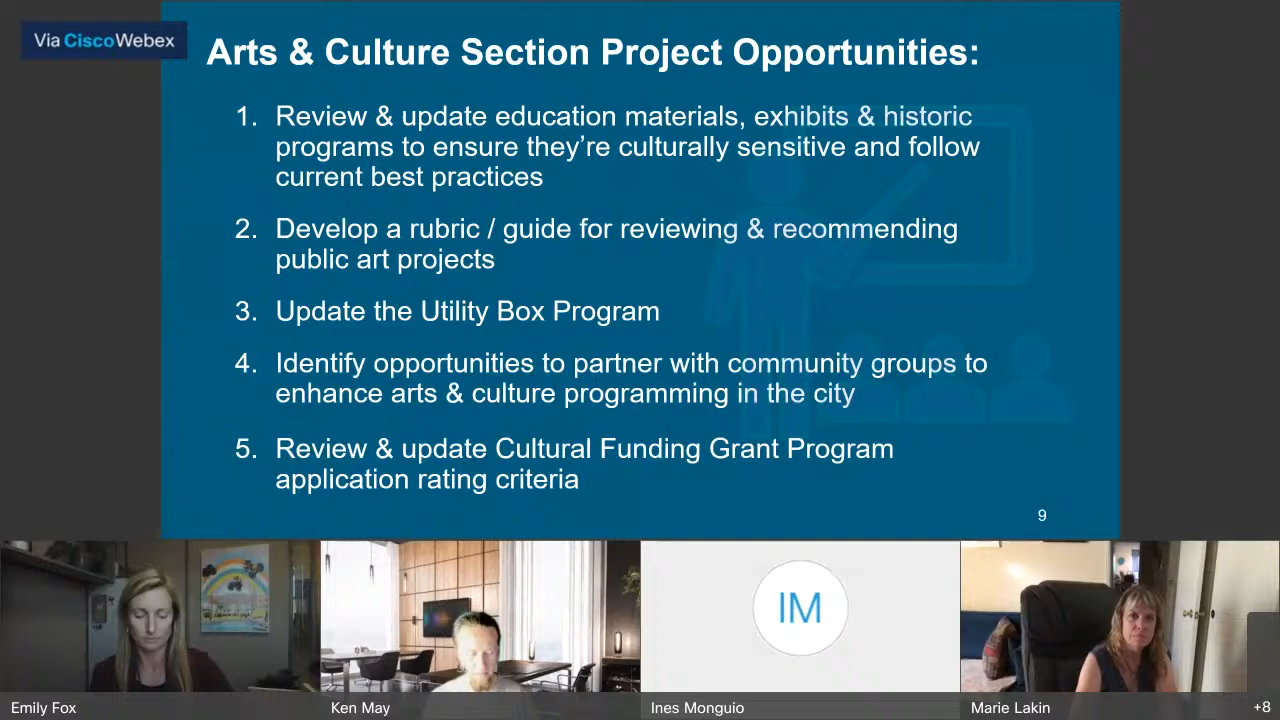 Via CiscoWebex
Arts & Culture Section Project Opportunities:
1. Review & update education materials, exhibits & historic
programs to ensure they’re culturally sensitive and follow
current best practices
2. Develop a rubric / guide for reviewing & recommending
public art projects
3. Update the Utility Box Program
4. Identify opportunities to partner with community groups to
enhance arts & culture programming in the city
5. Review & update Cultural Funding Grant Program
application rating criteria
9
IM
Emily Fox
Ken May
Ines Monguio
Marie Lakin
+8